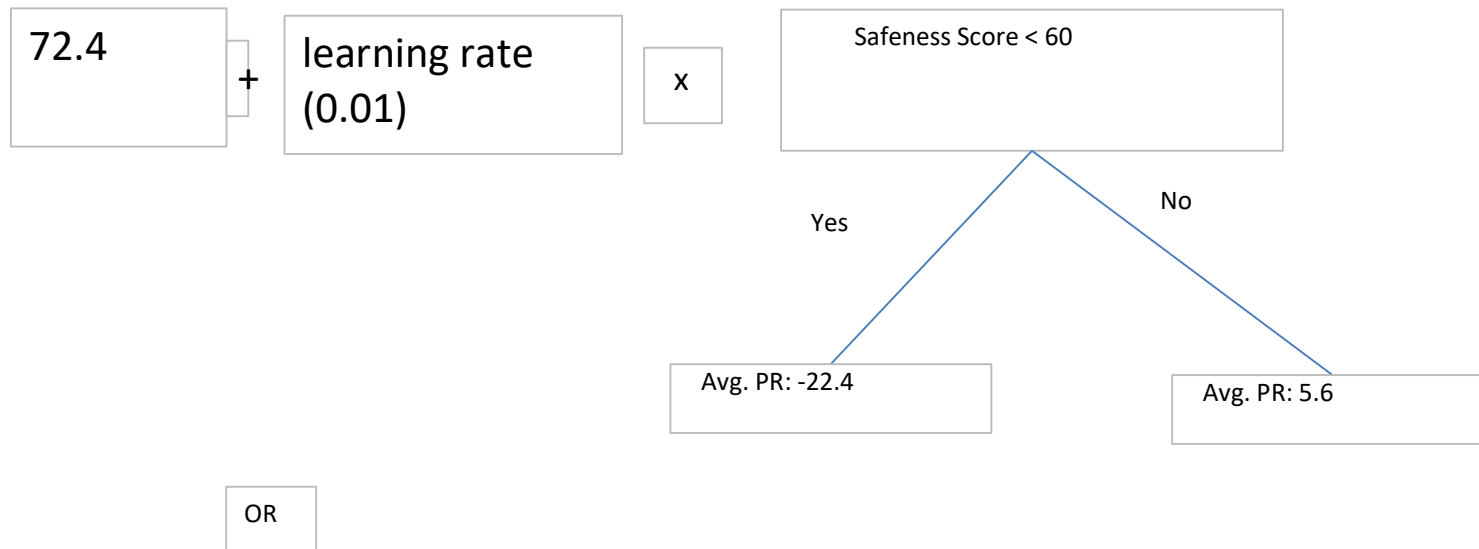 72.4
+
learning rate
(0.01)
x
Safeness Score < 60
Yes
No
Avg. PR: -22.4
Avg. PR: 5.6
OR